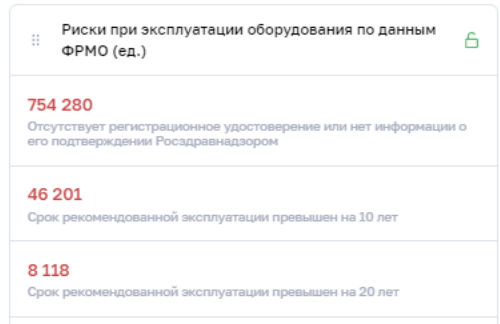 Риски при эксплуатации оборудования по данным
ФРМО (ед.)
754 280
Отсутствует регистрационное удостоверение или нет информации о
его подтверждении Росздравнадзором
46 201
Срок рекомендованной эксплуатации превышен на 10 лет
8 118
Срок рекомендованной эксплуатации превышен на 20 лет